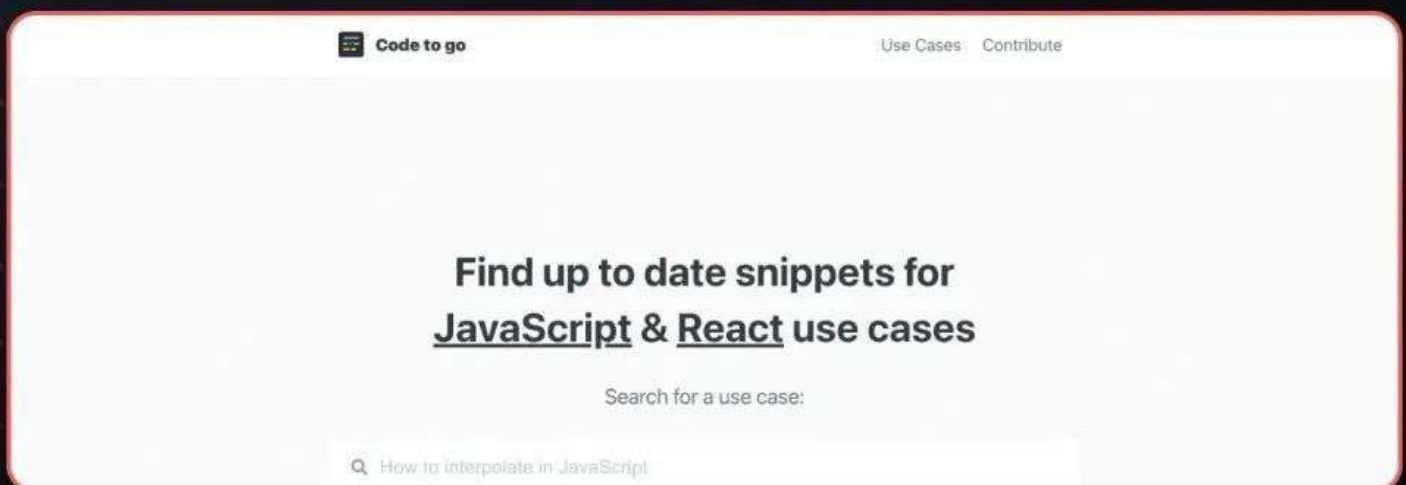 Code to go
Use Cases
Contribute
Find up to date snippets for
JavaScript & React use cases
Search for a use case:
How to interpolate in JavaScript